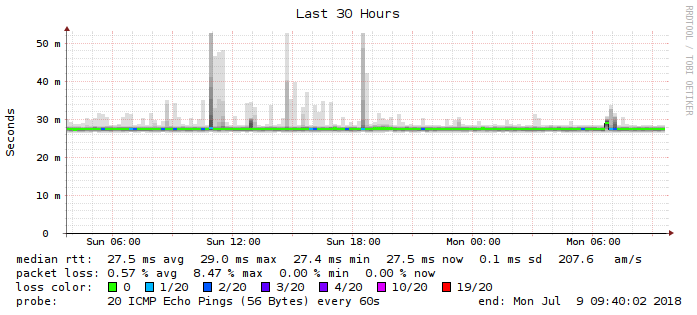 Last 30 Hours
RRDTOOL / TOBI OETIKER
Seconds
50 m
40 m
30 m
20 m
10 m
0
Sun 06:00 Sun 12:00 Sun 18:00 Mon 00:00 Mon 06:00
median rtt: 27.5 ms avg 29.0 ms max 27.4 ms min 27.5 ms now 0.1 ms sd 207.6 am/s
packet loss: 0.57 % avg 8.47 % max 0.00 % min 0.00 % now
loss color: 0 1/20 2/20 3/20 4/20 10/20 19/20
probe: 20 ICMP Echo Pings (56 Bytes) every 60s end: Mon Jul 9 09:40:02 2018